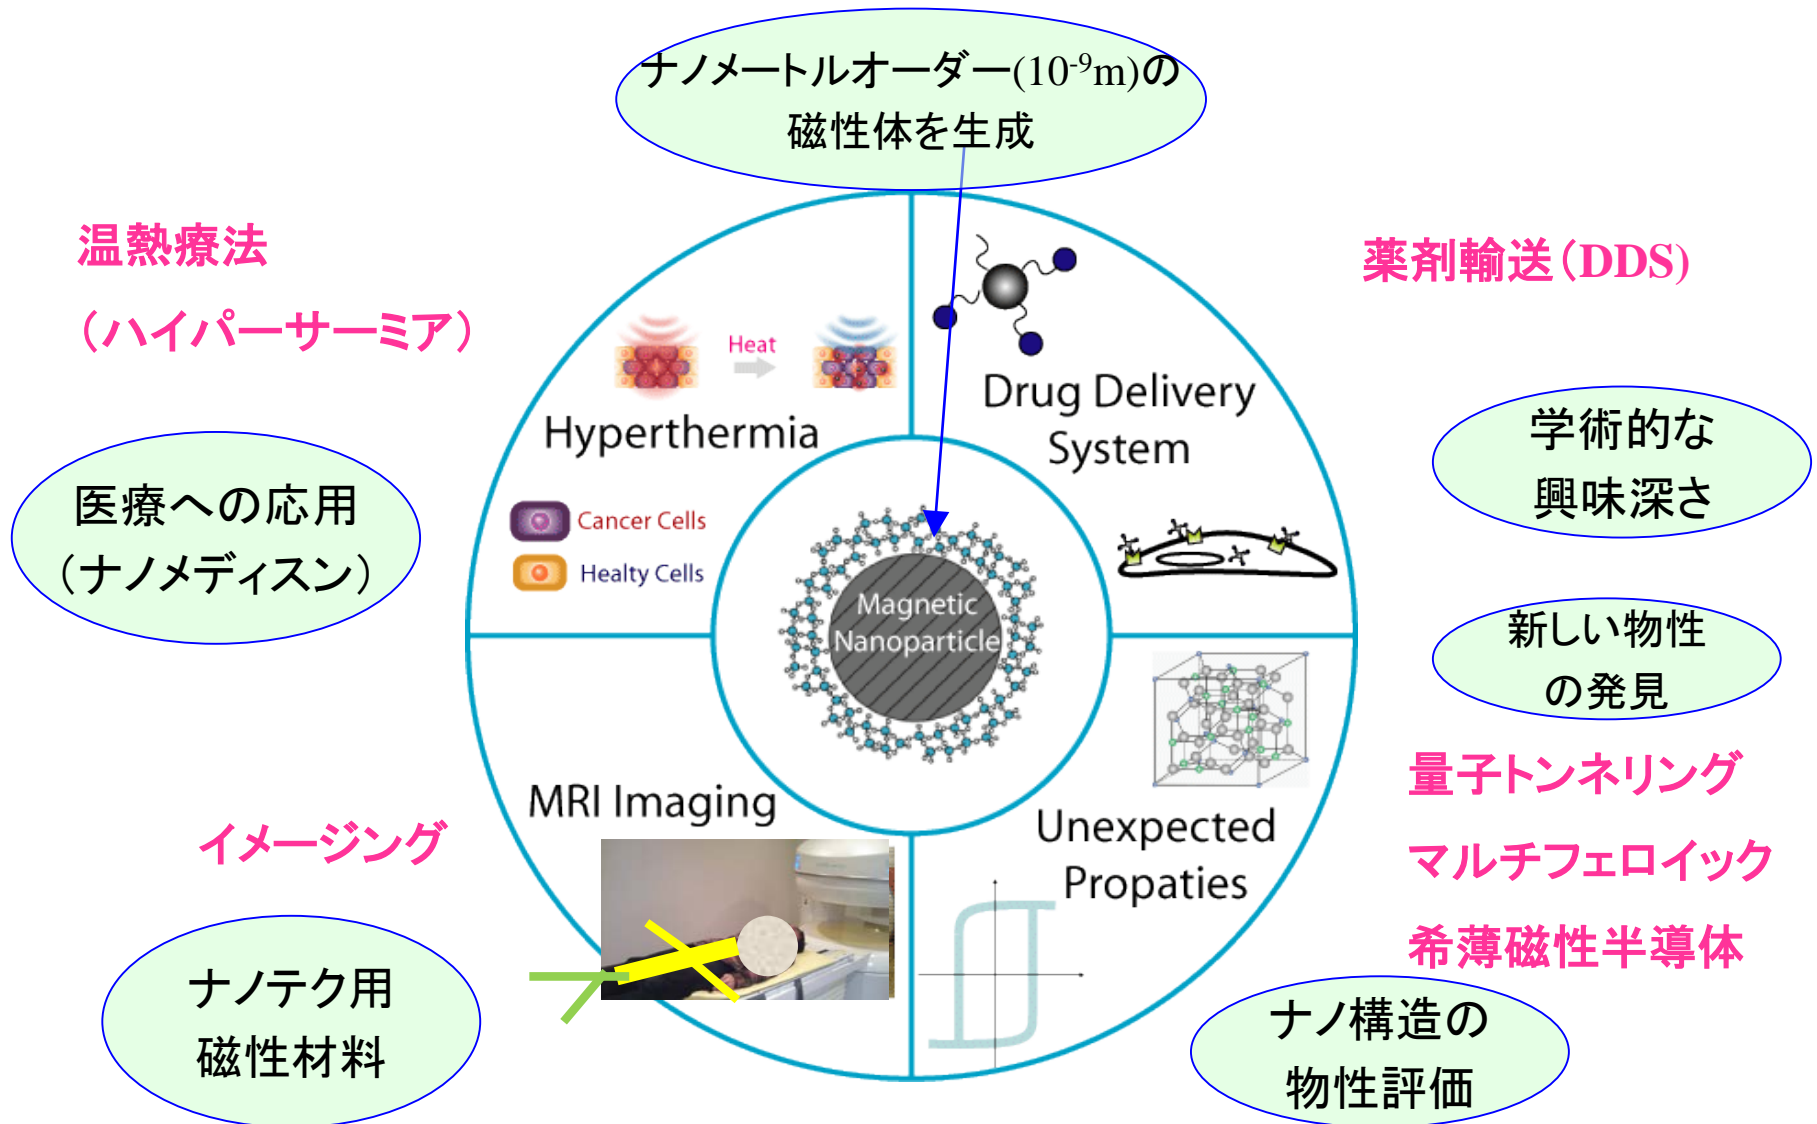 ナノメートルオーダー(10-9m)の
磁性体を生成
温熱療法
（ハイパーサーミア）
薬剤輸送（DDS）
Heat
Hyperthermia
Drug Delivery
System
学術的な
興味深さ
医療への応用
（ナノメディスン）
Cancer Cells
Healty Cells
Magnetic
Nanoparticle
新しい物性
の発見
MRI Imaging
Unexpected
Propaties
量子トンネリング
マルチフェロイック
希薄磁性半導体
イメージング
ナノテク用
磁性材料
ナノ構造の
物性評価